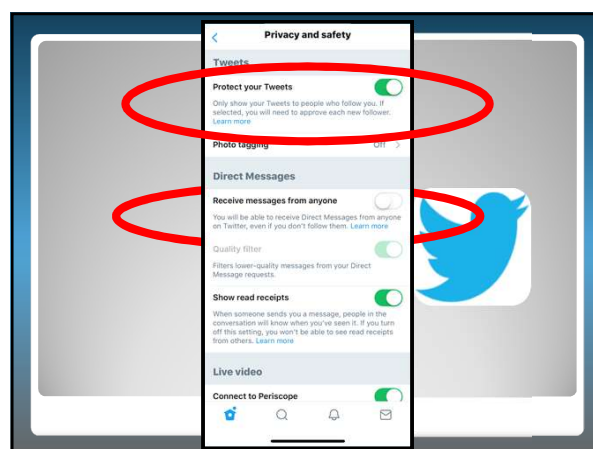 Privacy and safety
Tweets
Protect your Tweets
Only show your Tweets to people who follow you. If
selected, you will need to approve each new follower.
Learn more
Photo tagging Off
Direct Messages
Receive messages from anyone
You will be able to receive Direct Messages from anyone
on Twitter, even if you don't follow them. Learn more
Quality filter
Filters lower-quality messages from your Direct
Message requests.
Show read receipts
When someone sends you a message, people in the
conversation will know when you've seen it. If you turn
off this setting, you won't be able to see read receipts
from others. Learn more
Live video
Connect to Periscope